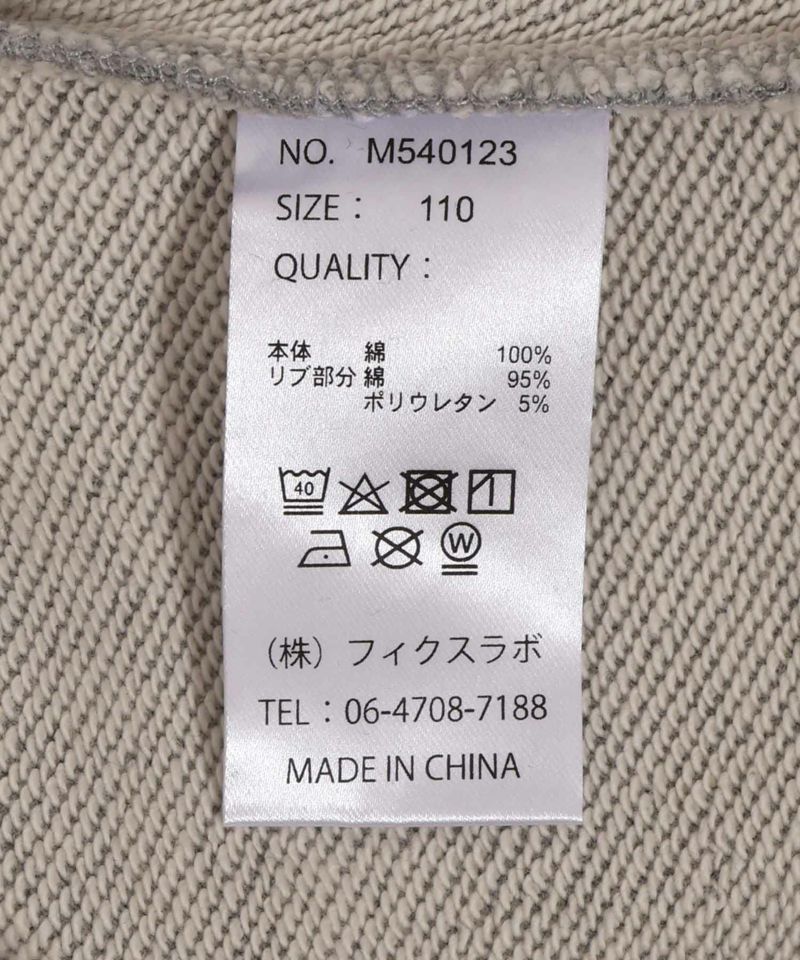 NO. M540123
SIZE： 110
QUALITY：
本体 綿 100%
リブ部分 綿 95%
ポリウレタン 5%
40
W
（株）フィクスラボ
TEL：06-4708-7188
MADE IN CHINA